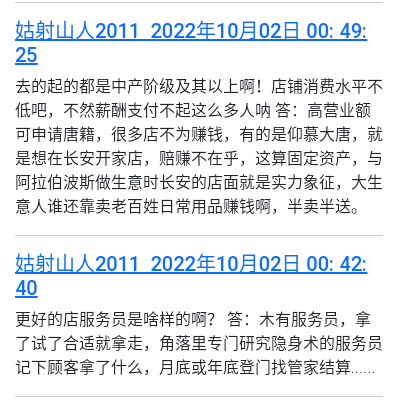 姑射山人2011  2022年10月02日 00: 49:
25
去的起的都是中产阶级及其以上啊！店铺消费水平不
低吧，不然薪酬支付不起这么多人呐 答：高营业额
可申请唐籍，很多店不为赚钱，有的是仰慕大唐，就
是想在长安开家店，赔赚不在乎，这算固定资产，与
阿拉伯波斯做生意时长安的店面就是实力象征，大生
意人谁还靠卖老百姓日常用品赚钱啊，半卖半送。
姑射山人2011  2022年10月02日 00: 42:
40
更好的店服务员是啥样的啊？ 答：木有服务员，拿
了试了合适就拿走，角落里专门研究隐身术的服务员
记下顾客拿了什么，月底或年底登门找管家结算......